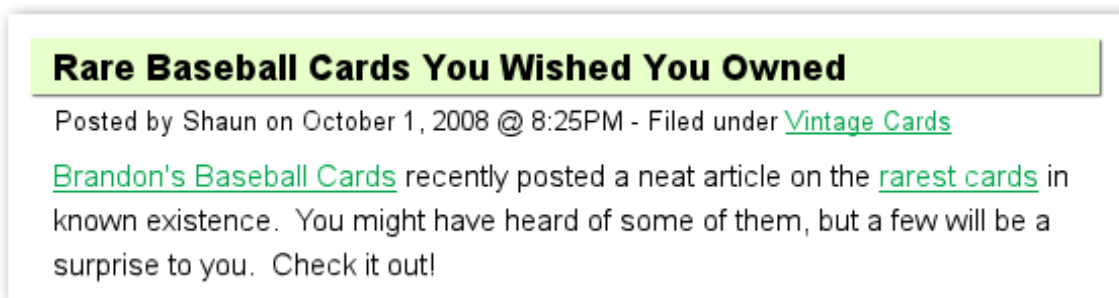 Rare Baseball Cards You Wished You Owned
Posted by Shaun on October 1, 2008 @ 8:25PM - Filed under Vintage Cards
Brandon's Baseball Cards recently posted a neat article on the rarest cards in
known existence.  You might have heard of some of them, but a few will be a
surprise to you.  Check it out!